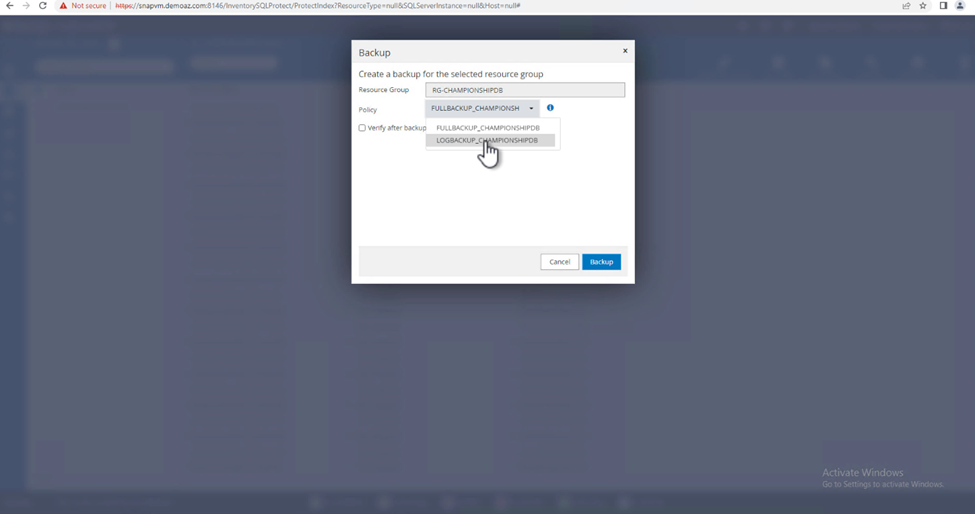 Not secure https://snapvm.demoaz.com:8146/InventorySQLProtect/ProtectIndex?ResourceType=null&SQLServerInstance=null&Host=null#
Backup x
Create a backup for the selected resource group
Resource Group RG-CHAMPIONSHIPDB
Policy FULLBACKUP_CHAMPIONSH
Verify after backup FULLBACKUP_CHAMPIONSHIPDB
LOGBACKUP_CHAMPIONSHIPDB
Cancel Backup
Activate Windows
Go to Settings to activate Windows.